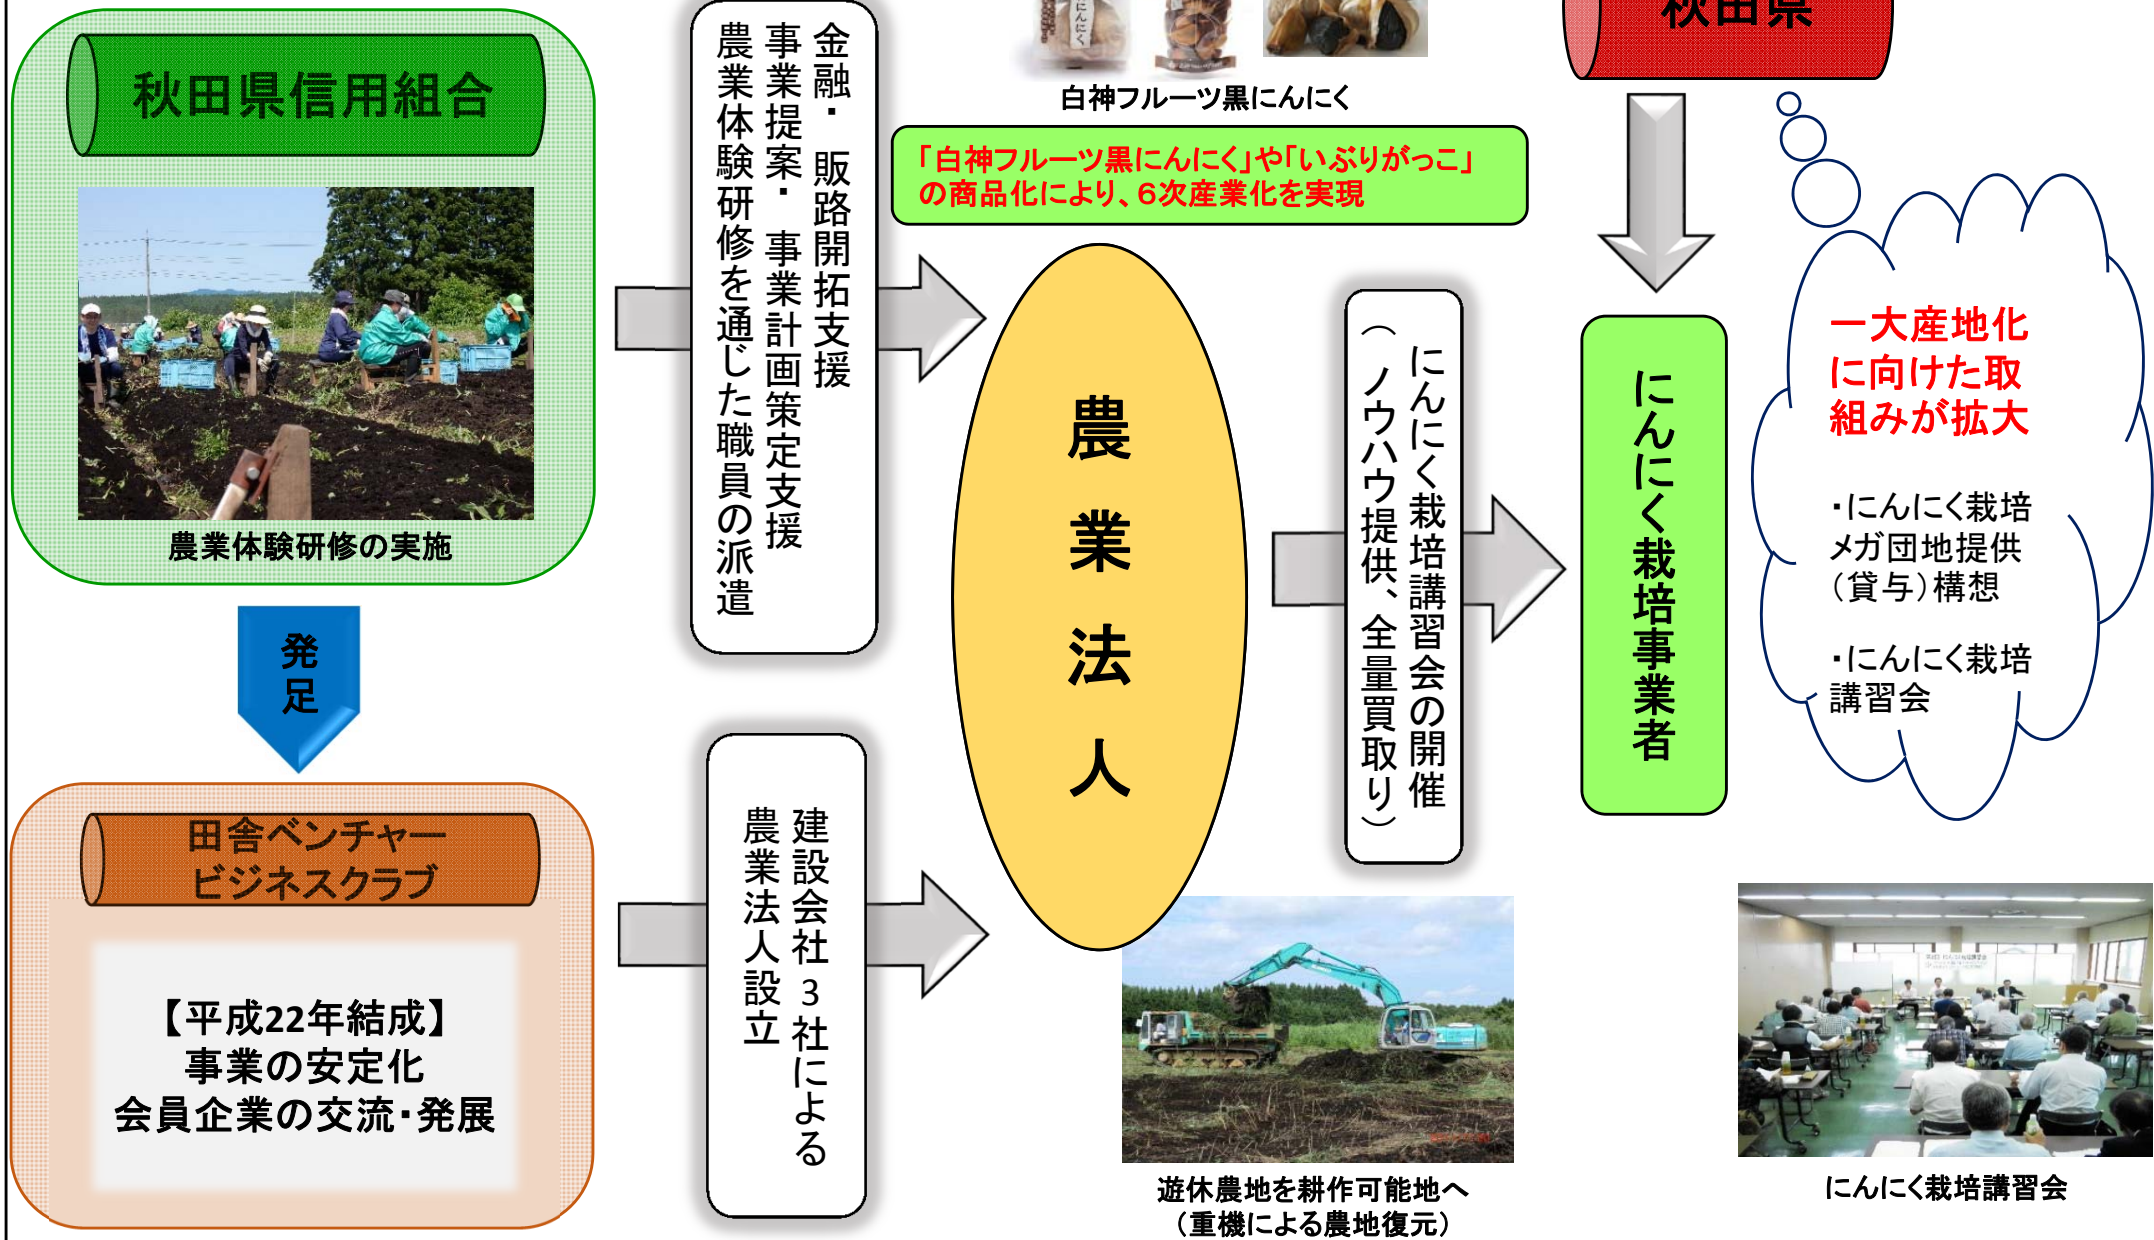 秋田県信用組合
農業体験研修の実施
発
足
田舎ベンチャー
ビジネスクラブ
【平成22年結成】
事業の安定化
会員企業の交流・発展
金融・販路開拓支援
事業提案・事業計画策定支援
農業体験研修を通じた職員の派遣
建設会社3社による
農業法人設立
にんにく
白神フルーツ黒にんにく
「白神フルーツ黒にんにく」や「いぶりがっこ」
の商品化により、6次産業化を実現
農業法人
遊休農地を耕作可能地へ
(重機による農地復元)
にんにく栽培講習会の開催
(ノウハウ提供、全量買取り)
秋田県
にんにく栽培事業者
一大産地化
に向けた取
組みが拡大
・にんにく栽培
メガ団地提供
(貸与)構想
・にんにく栽培
講習会
にんにく栽培講習会